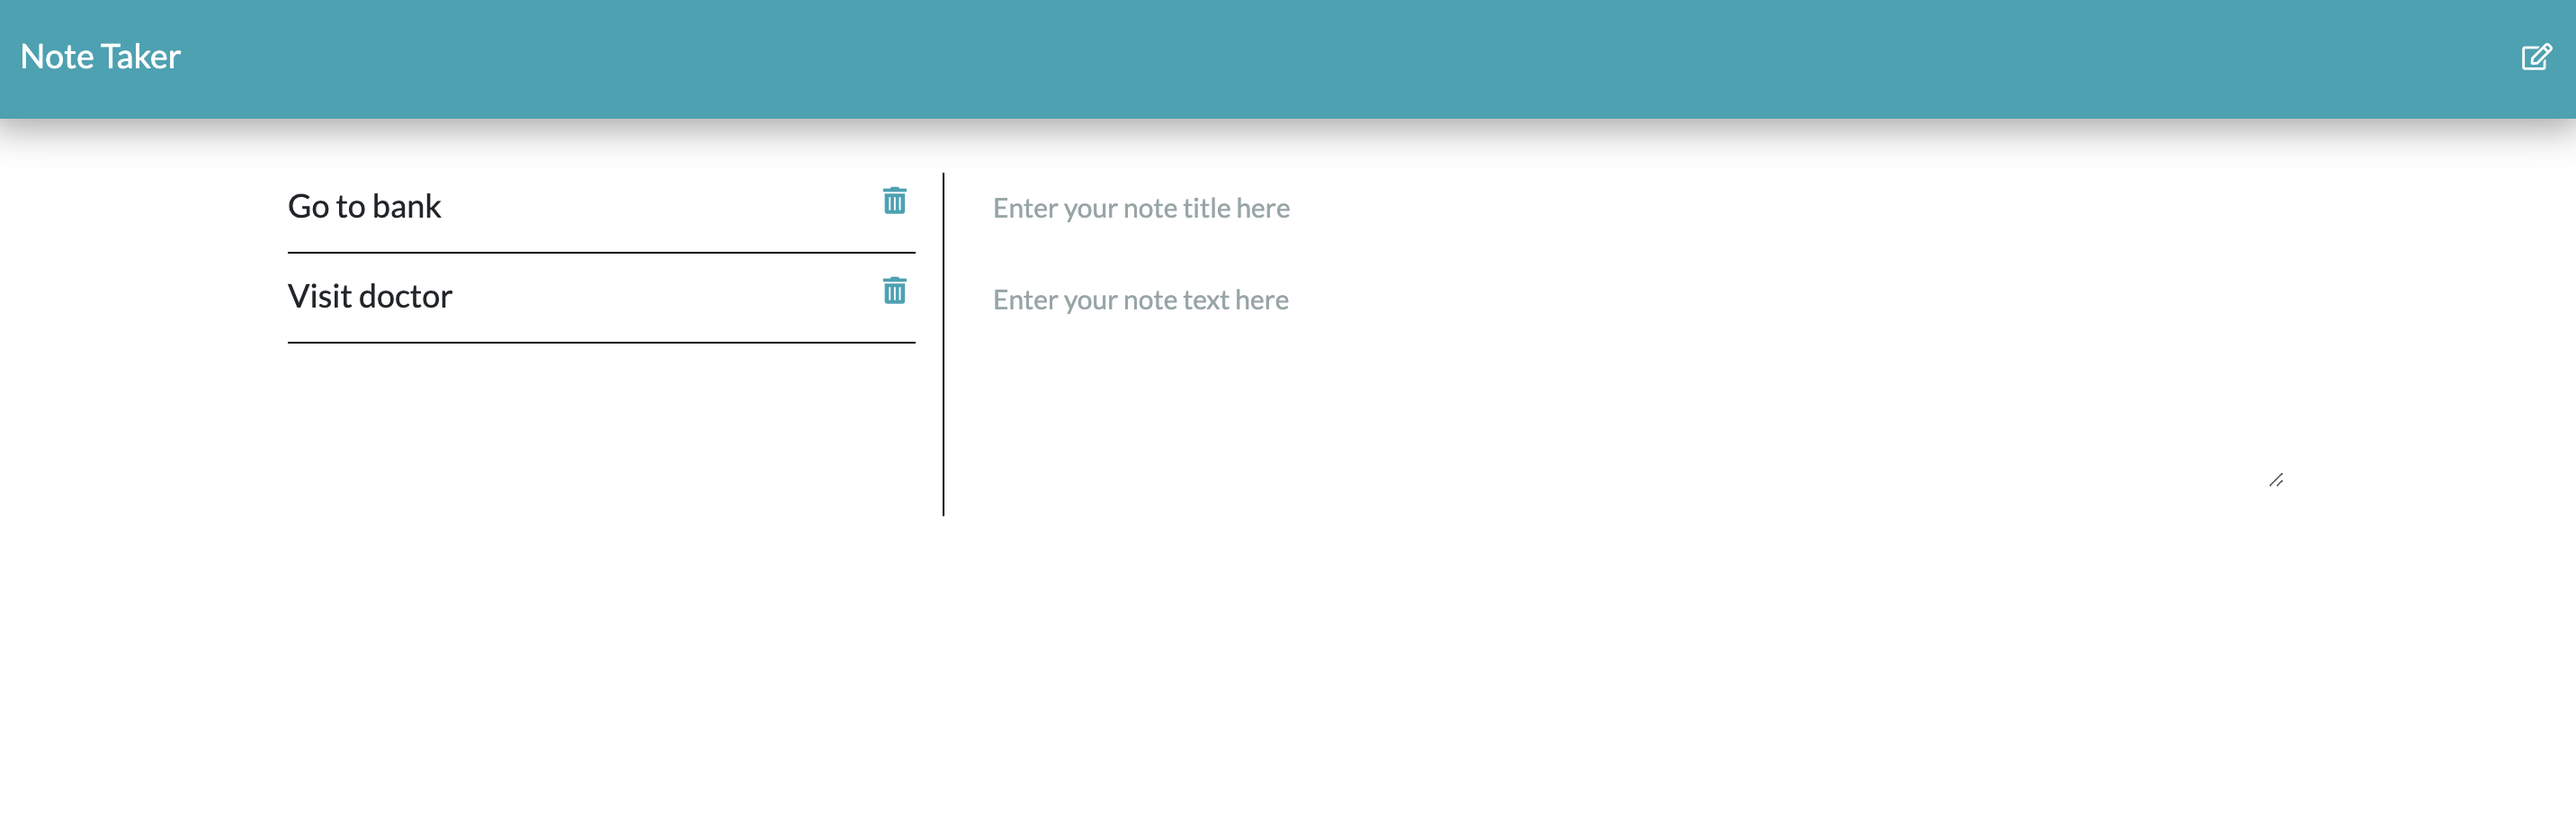 Note Taker
Go to bank
Visit doctor
Enter your note title here
Enter your note text here